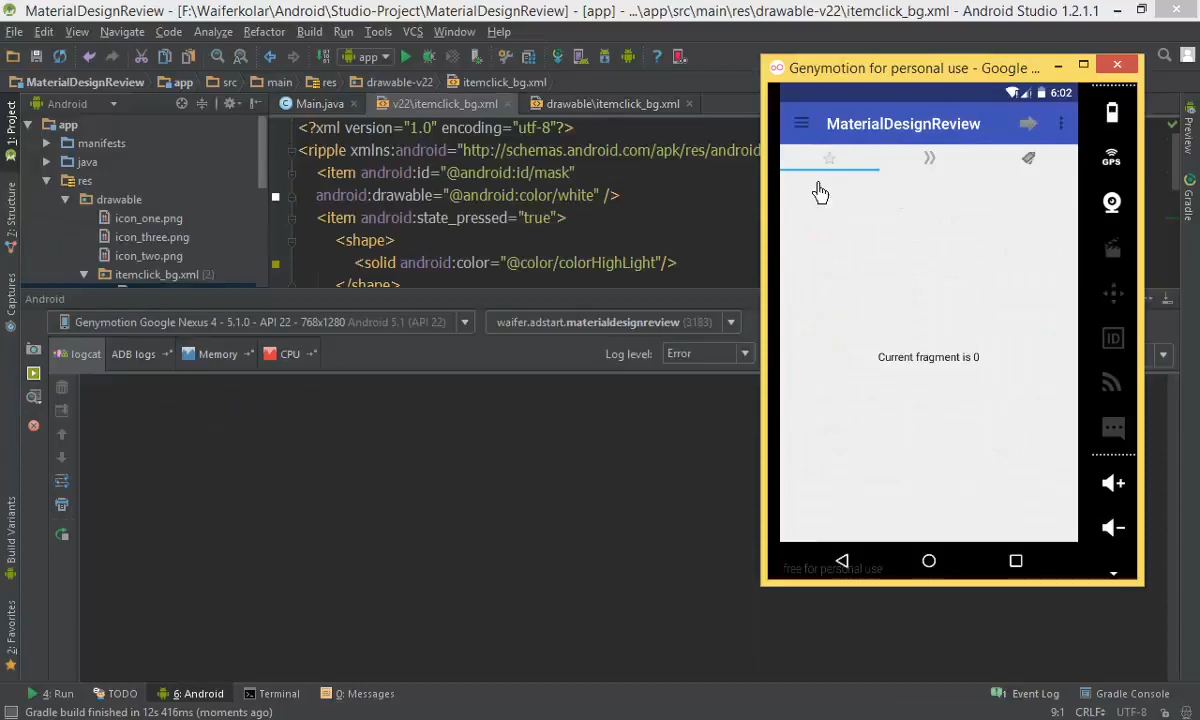 MaterialDesignReview - [F:\Waiferkolar\Android\Studio-Project\MaterialDesignReview] - [app] - ...\app\src\main\res\drawable-v22\itemclick_bg.xml - Android Studio 1.2.1.1
File Edit View Navigate Code Analyze Refactor Build Run Tools VCS Window Help
app
MaterialDesignReview app src main res drawable-v22 itemclick_bg.xml
Android
Main.java v22\itemclick_bg.xml drawable\itemclick_bg.xml
app
manifests
java
res
drawable
icon_one.png
icon_three.png
icon_two.png
itemclick_bg.xml (2)
<?xml version="1.0" encoding="utf-8"?>
<ripple xmlns:android="http://schemas.android.com/apk/res/android
<item android:id="@android:id/mask"
android:drawable="@android:color/white" />
<item android:state_pressed="true">
<shape>
<solid android:color="@color/colorHighLight"/>
</shape>
1: Project
7: Structure
Captures
Build Variants
2: Favorites
Preview
Gradle
Android
Genymotion Google Nexus 4 - 5.1.0 - API 22 - 768x1280 Android 5.1 (API 22)
waifer.adstart.materialdesignreview (3183)
logcat ADB logs Memory CPU
Log level: Error
Genymotion for personal use - Google ...
6:02
MaterialDesignReview
Current fragment is 0
free for personal use
GPS
ID
4: Run TODO 6: Android Terminal 0: Messages
Event Log Gradle Console
Gradle build finished in 12s 416ms (moments ago)
9:1 CRLF UTF-8